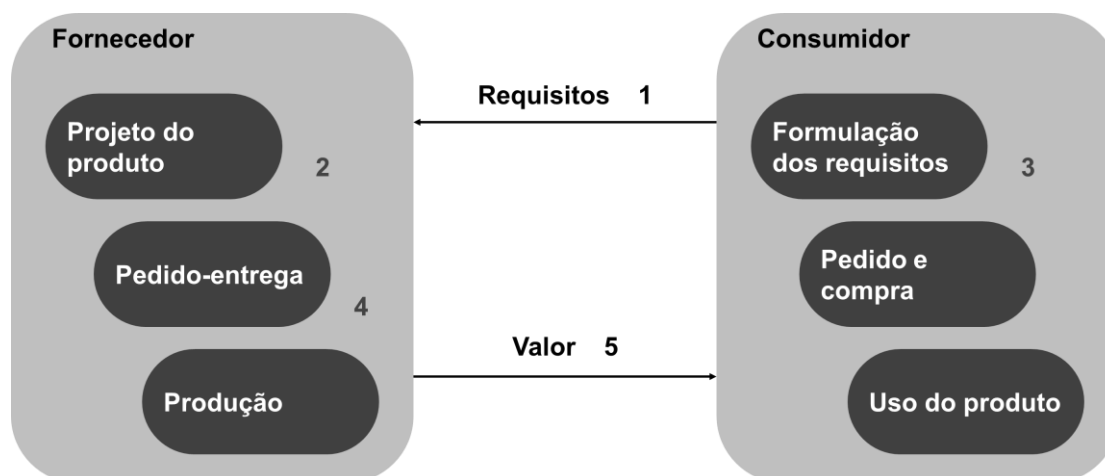 Fornecedor
Consumidor
Requisitos 1
Projeto do
produto
2
Formulação
dos requisitos
3
Pedido-entrega
4
Pedido e
compra
Valor 5
Produção
Uso do produto